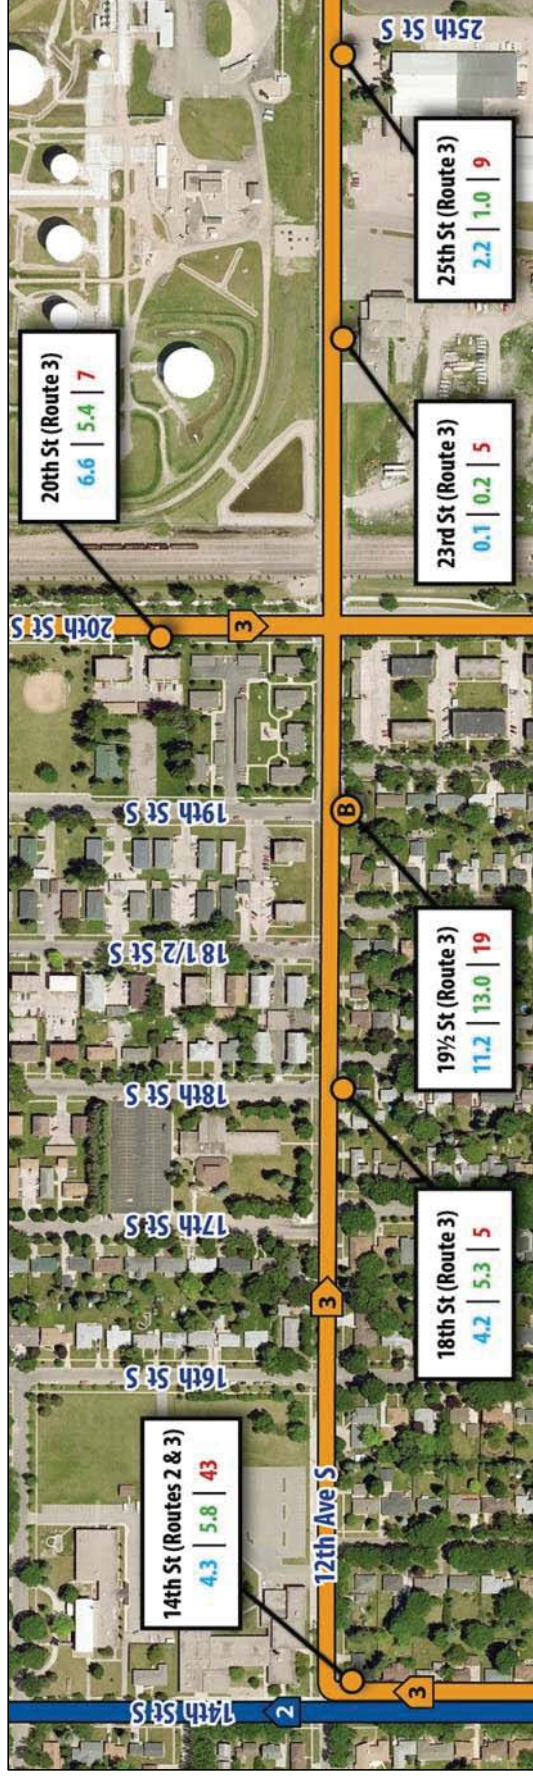 14th St S
2
3
12th Ave S
14th St (Routes 2 & 3)
4.3 | 5.8 | 43
16th St S
3
17th St S
18th St S
18th St (Route 3)
4.2 | 5.3 | 5
18 1/2 St S
19th St S
B
19½ St (Route 3)
11.2 | 13.0 | 19
20th St S
3
20th St (Route 3)
6.6 | 5.4 | 7
23rd St (Route 3)
0.1 | 0.2 | 5
25th St (Route 3)
2.2 | 1.0 | 9
25th St S